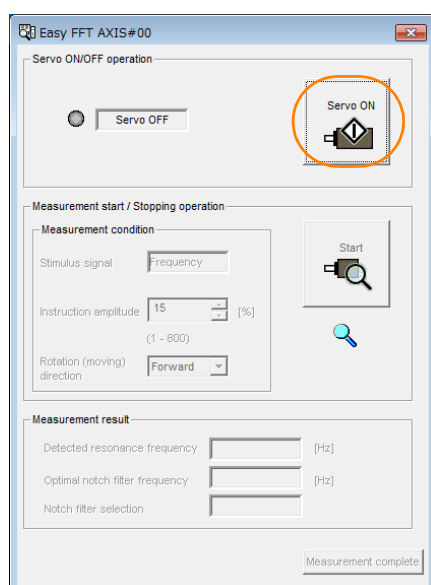 Easy FFT AXIS#00
Servo ON/OFF operation
Servo OFF
Servo ON
Measurement start / Stopping operation
Measurement condition
Stimulus signal Frequency
Instruction amplitude 15 [%]
(1 - 800)
Rotation (moving) direction Forward
Start
Measurement result
Detected resonance frequency [Hz]
Optimal notch filter frequency [Hz]
Notch filter selection
Measurement complete